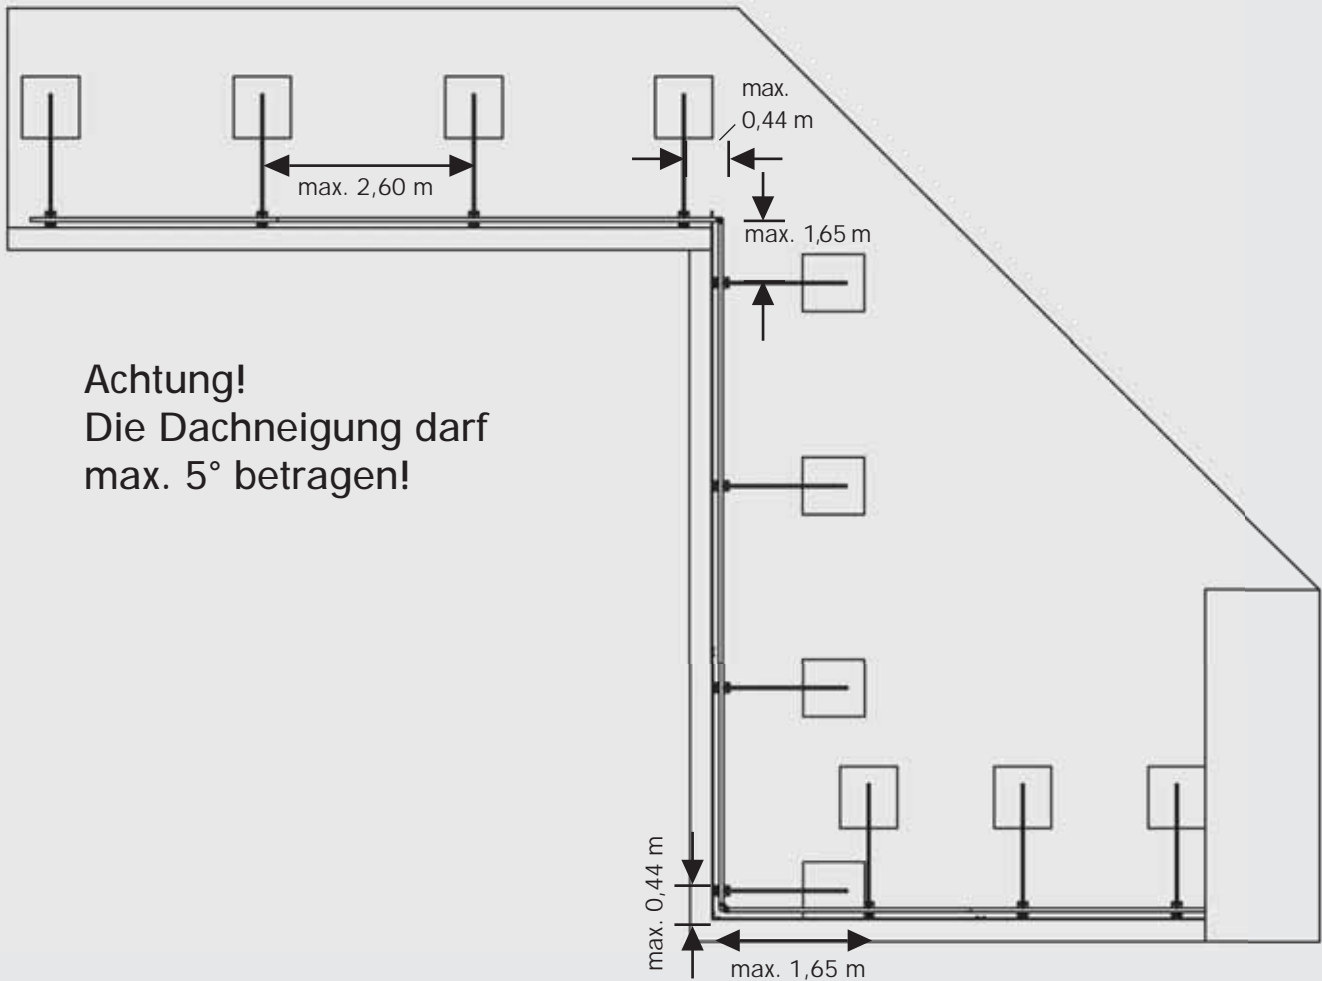 max.
0,44 m
max. 2,60 m
max. 1,65 m
Achtung!
Die Dachneigung darf
max. 5° betragen!
max. 0,44 m
max. 1,65 m